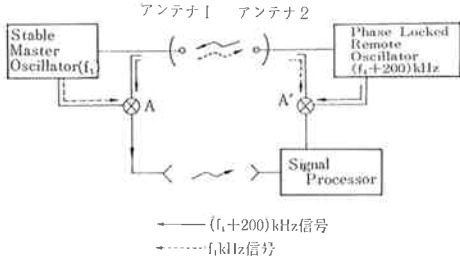 アンテナ1 アンテナ2
Stable
Master
Oscillator(f₁)
Phase Locked
Remote
Oscillator
(f₁+200)kHz
A
A′
Signal
Processor
(f₁+200)kHz信号
f₁kHz信号